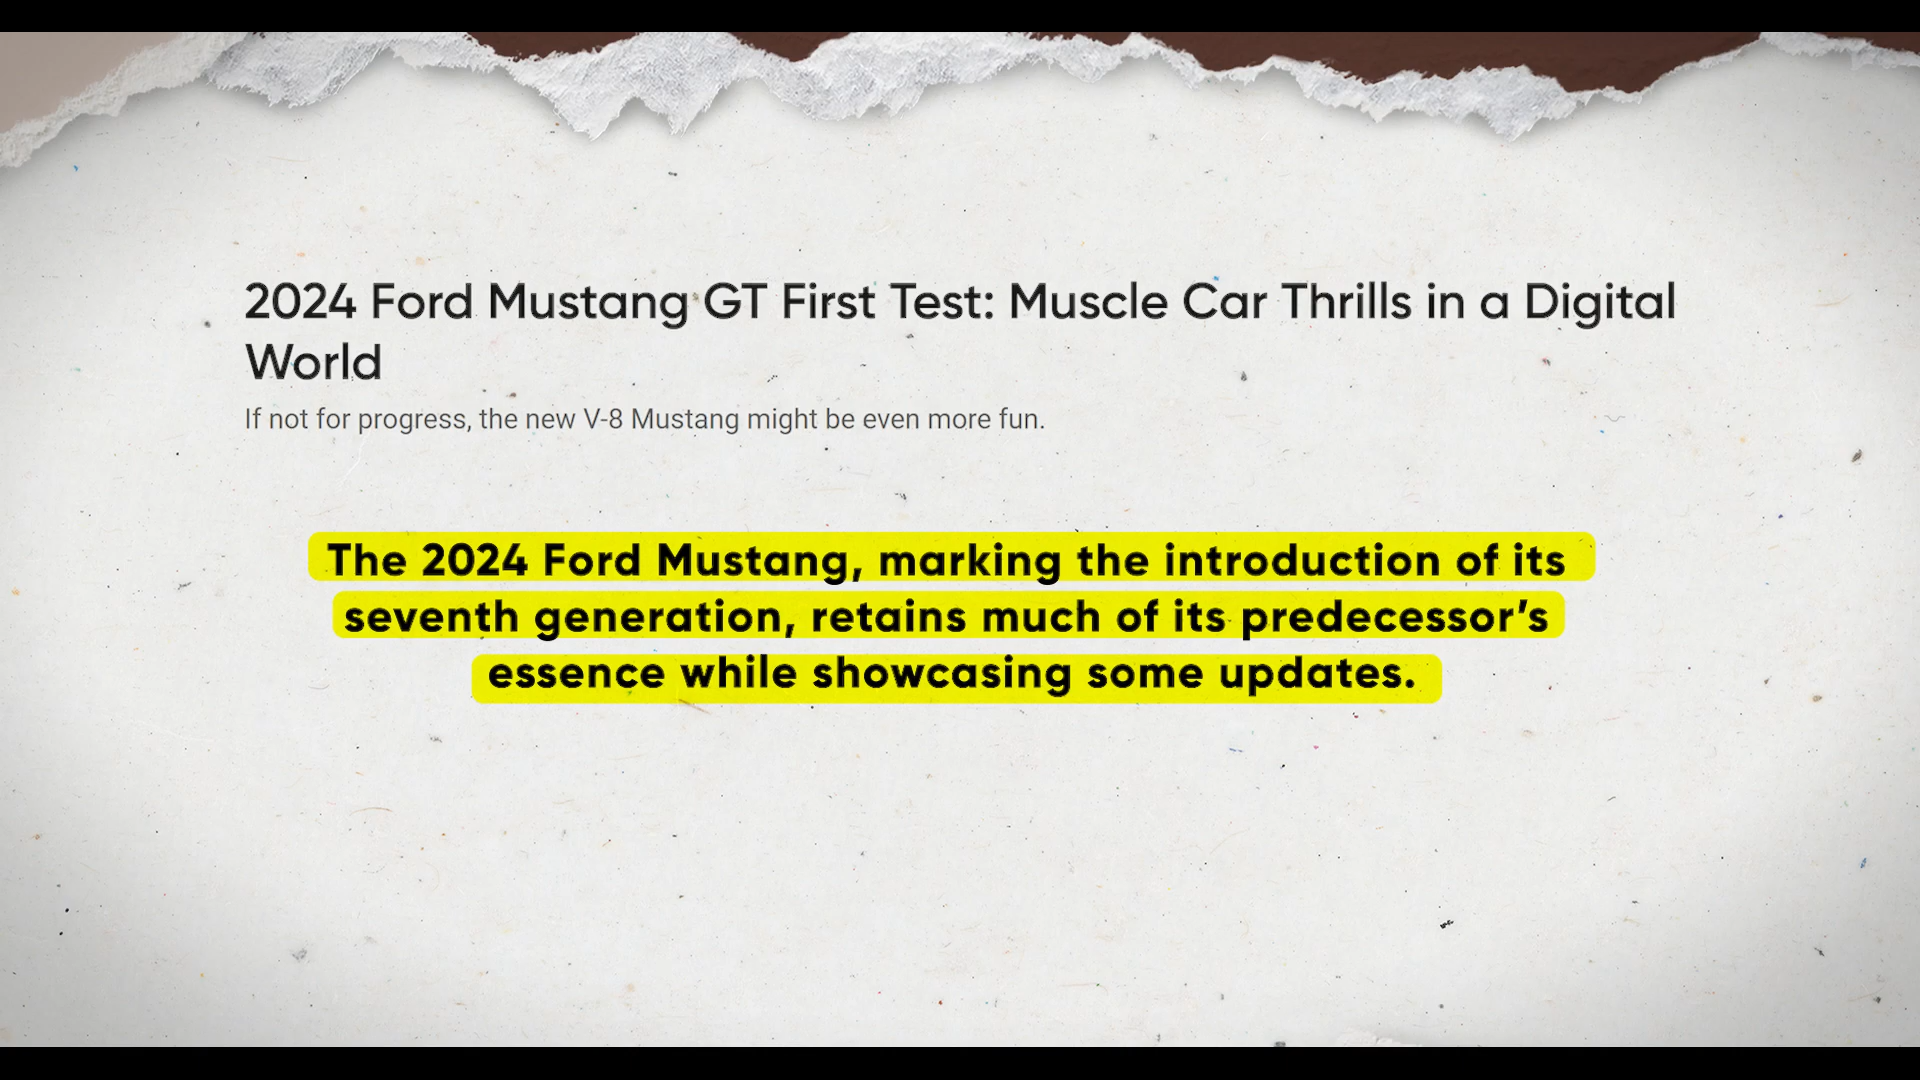 2024 Ford Mustang GT First Test: Muscle Car Thrills in a Digital
World
If not for progress, the new V-8 Mustang might be even more fun.
The 2024 Ford Mustang, marking the introduction of its
seventh generation, retains much of its predecessor’s
essence while showcasing some updates.